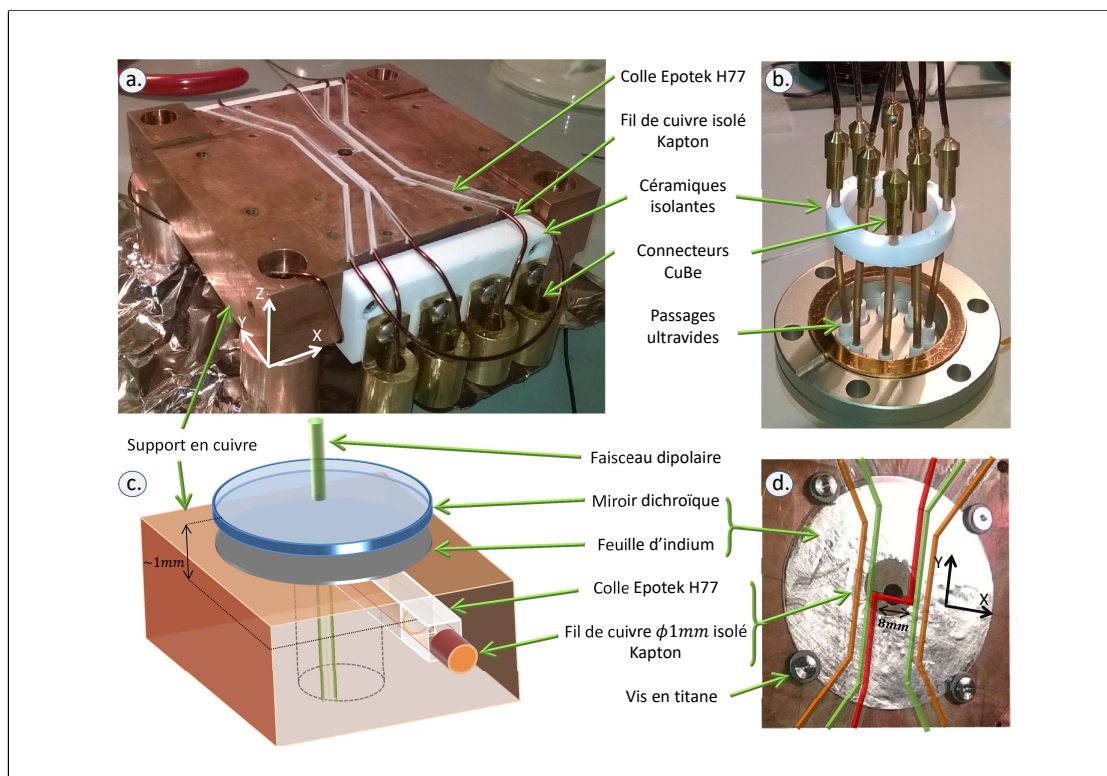 a.
b.
Colle Epotek H77
Fil de cuivre isolé
Kapton
Céramiques
isolantes
Connecteurs
CuBe
Passages
ultravides
Z
Y
X
Support en cuivre
c.
d.
Faisceau dipolaire
Miroir dichroïque
Feuille d’indium
~1mm
Colle Epotek H77
Fil de cuivre ϕ1mm isolé
Kapton
Vis en titane
Y
X
8mm